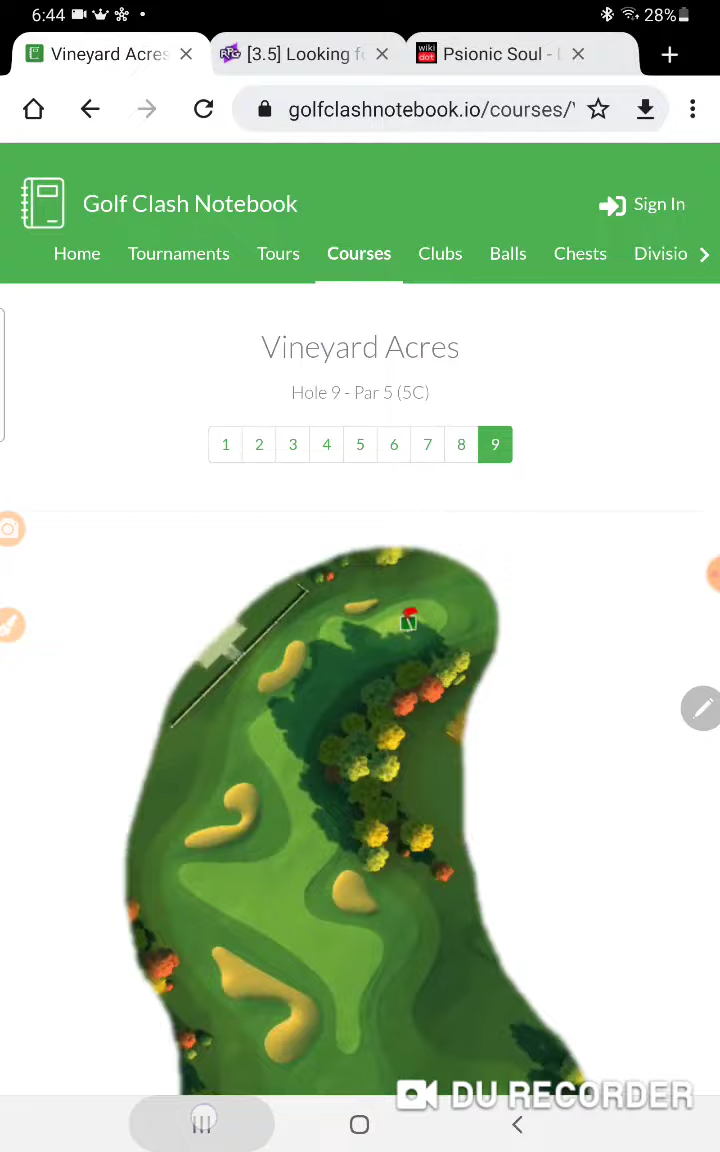 6:44
28%
Vineyard Acres
[3.5] Looking f
wiki dot
Psionic Soul -
golfclashnotebook.io/courses/
Golf Clash Notebook
Sign In
Home Tournaments Tours Courses Clubs Balls Chests Divisio
Vineyard Acres
Hole 9 - Par 5 (5C)
1 2 3 4 5 6 7 8 9
DU RECORDER